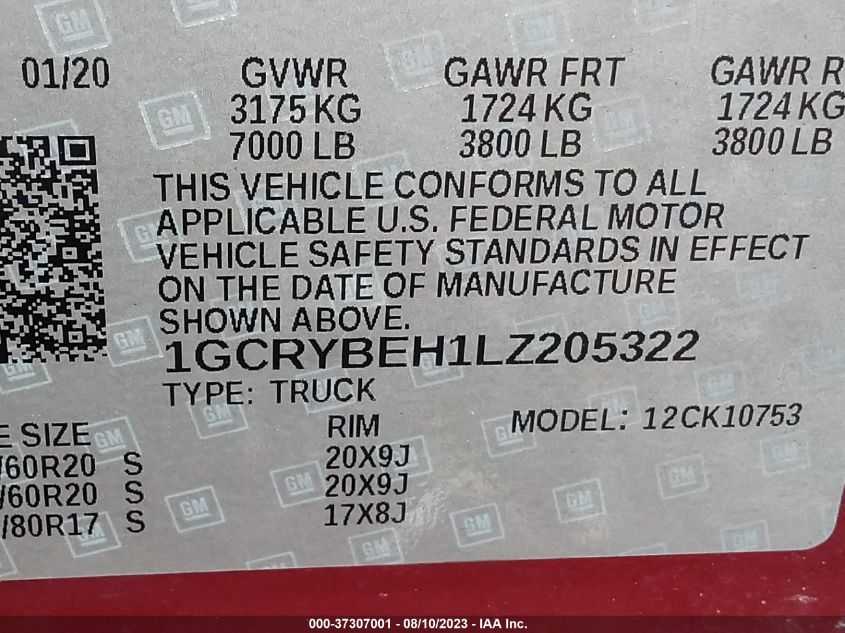 01/20 GVWR GAWR FRT GAWR R
3175 KG 1724 KG 1724 KG
7000 LB 3800 LB 3800 LB
THIS VEHICLE CONFORMS TO ALL
APPLICABLE U.S. FEDERAL MOTOR
VEHICLE SAFETY STANDARDS IN EFFECT
ON THE DATE OF MANUFACTURE
SHOWN ABOVE.
1GCRYBEH1LZ205322
TYPE: TRUCK
MODEL: 12CK10753
E SIZE RIM
/60R20 S 20X9J
/60R20 S 20X9J
/80R17 S 17X8J
000-37307001 - 08/10/2023 - IAA Inc.